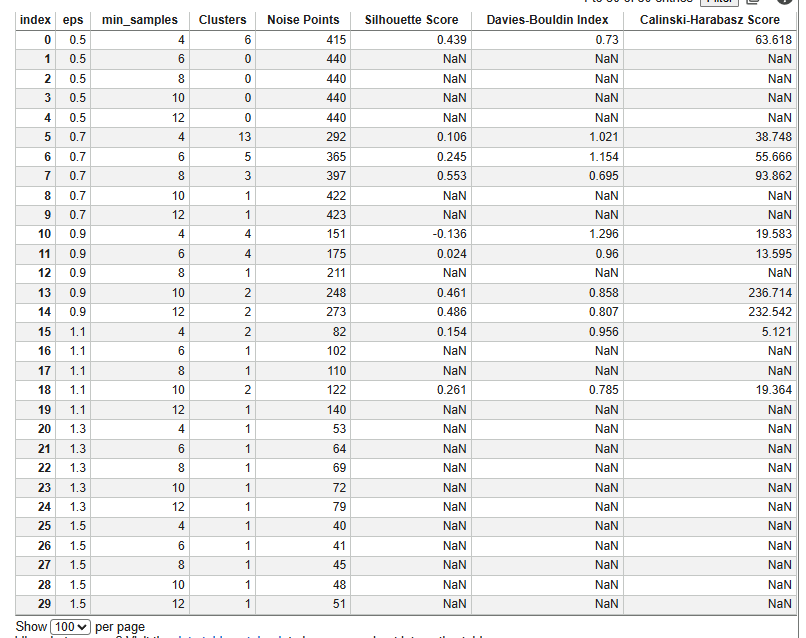 1 to 30 of 30 entries Filter
index eps min_samples Clusters Noise Points Silhouette Score Davies-Bouldin Index Calinski-Harabasz Score
0 0.5 4 6 415 0.439 0.73 63.618
1 0.5 6 0 440 NaN NaN NaN
2 0.5 8 0 440 NaN NaN NaN
3 0.5 10 0 440 NaN NaN NaN
4 0.5 12 0 440 NaN NaN NaN
5 0.7 4 13 292 0.106 1.021 38.748
6 0.7 6 5 365 0.245 1.154 55.666
7 0.7 8 3 397 0.553 0.695 93.862
8 0.7 10 1 422 NaN NaN NaN
9 0.7 12 1 423 NaN NaN NaN
10 0.9 4 4 151 -0.136 1.296 19.583
11 0.9 6 4 175 0.024 0.96 13.595
12 0.9 8 1 211 NaN NaN NaN
13 0.9 10 2 248 0.461 0.858 236.714
14 0.9 12 2 273 0.486 0.807 232.542
15 1.1 4 2 82 0.154 0.956 5.121
16 1.1 6 1 102 NaN NaN NaN
17 1.1 8 1 110 NaN NaN NaN
18 1.1 10 2 122 0.261 0.785 19.364
19 1.1 12 1 140 NaN NaN NaN
20 1.3 4 1 53 NaN NaN NaN
21 1.3 6 1 64 NaN NaN NaN
22 1.3 8 1 69 NaN NaN NaN
23 1.3 10 1 72 NaN NaN NaN
24 1.3 12 1 79 NaN NaN NaN
25 1.5 4 1 40 NaN NaN NaN
26 1.5 6 1 41 NaN NaN NaN
27 1.5 8 1 45 NaN NaN NaN
28 1.5 10 1 48 NaN NaN NaN
29 1.5 12 1 51 NaN NaN NaN
Show 100 per page